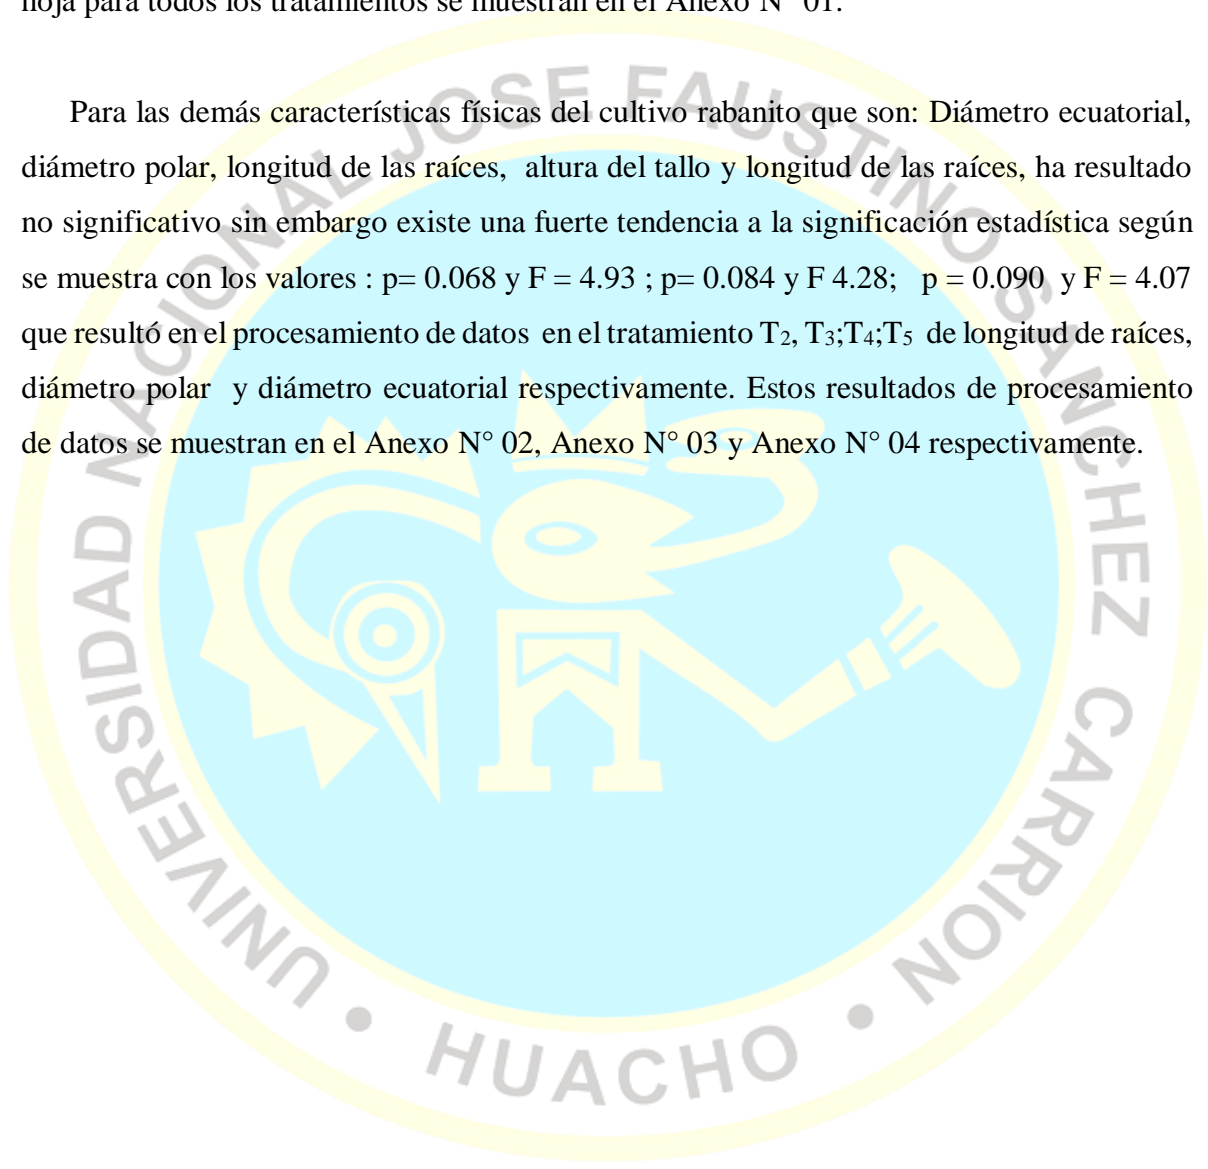 hoja para todos los tratamientos se muestran en el Anexo N° 01.
Para las demás características físicas del cultivo rabanito que son: Diámetro ecuatorial,
diámetro polar, longitud de las raíces, altura del tallo y longitud de las raíces, ha resultado
no significativo sin embargo existe una fuerte tendencia a la significación estadística según
se muestra con los valores : p= 0.068 y F = 4.93 ; p= 0.084 y F 4.28; p = 0.090 y F = 4.07
que resultó en el procesamiento de datos en el tratamiento T₂, T₃;T₄;T₅ de longitud de raíces,
diámetro polar y diámetro ecuatorial respectivamente. Estos resultados de procesamiento
de datos se muestran en el Anexo N° 02, Anexo N° 03 y Anexo N° 04 respectivamente.
UNIVERSIDAD NACIONAL JOSE FAUSTINO SANCHEZ CARRION • HUACHO •